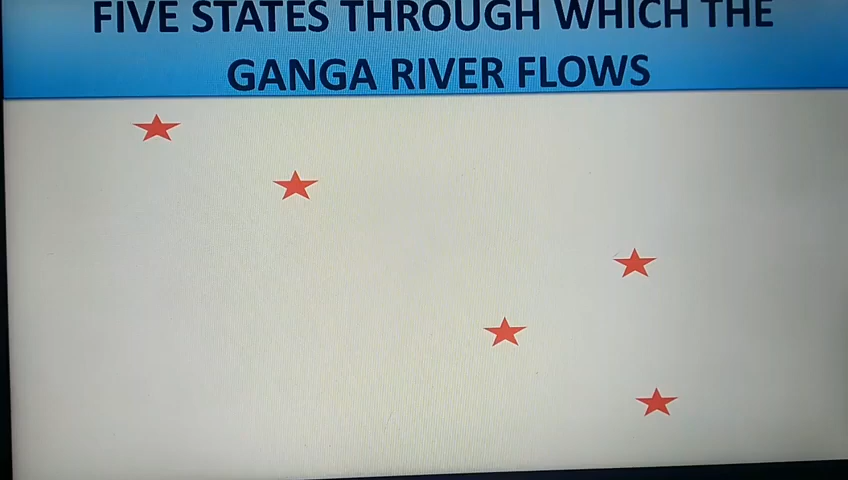 FIVE STATES THROUGH WHICH THE
GANGA RIVER FLOWS